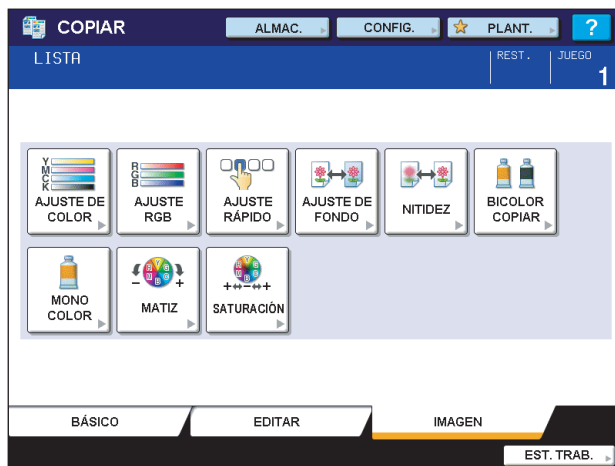 COPIAR
ALMAC.
CONFIG.
PLANT.
?
LISTA
REST.
JUEGO
1
Y
M
C
K
AJUSTE DE
COLOR
R
G
B
AJUSTE
RGB
AJUSTE
RÁPIDO
AJUSTE DE
FONDO
NITIDEZ
BICOLOR
COPIAR
MONO
COLOR
- +
MATIZ
+ - +
SATURACIÓN
BÁSICO
EDITAR
IMAGEN
EST. TRAB.